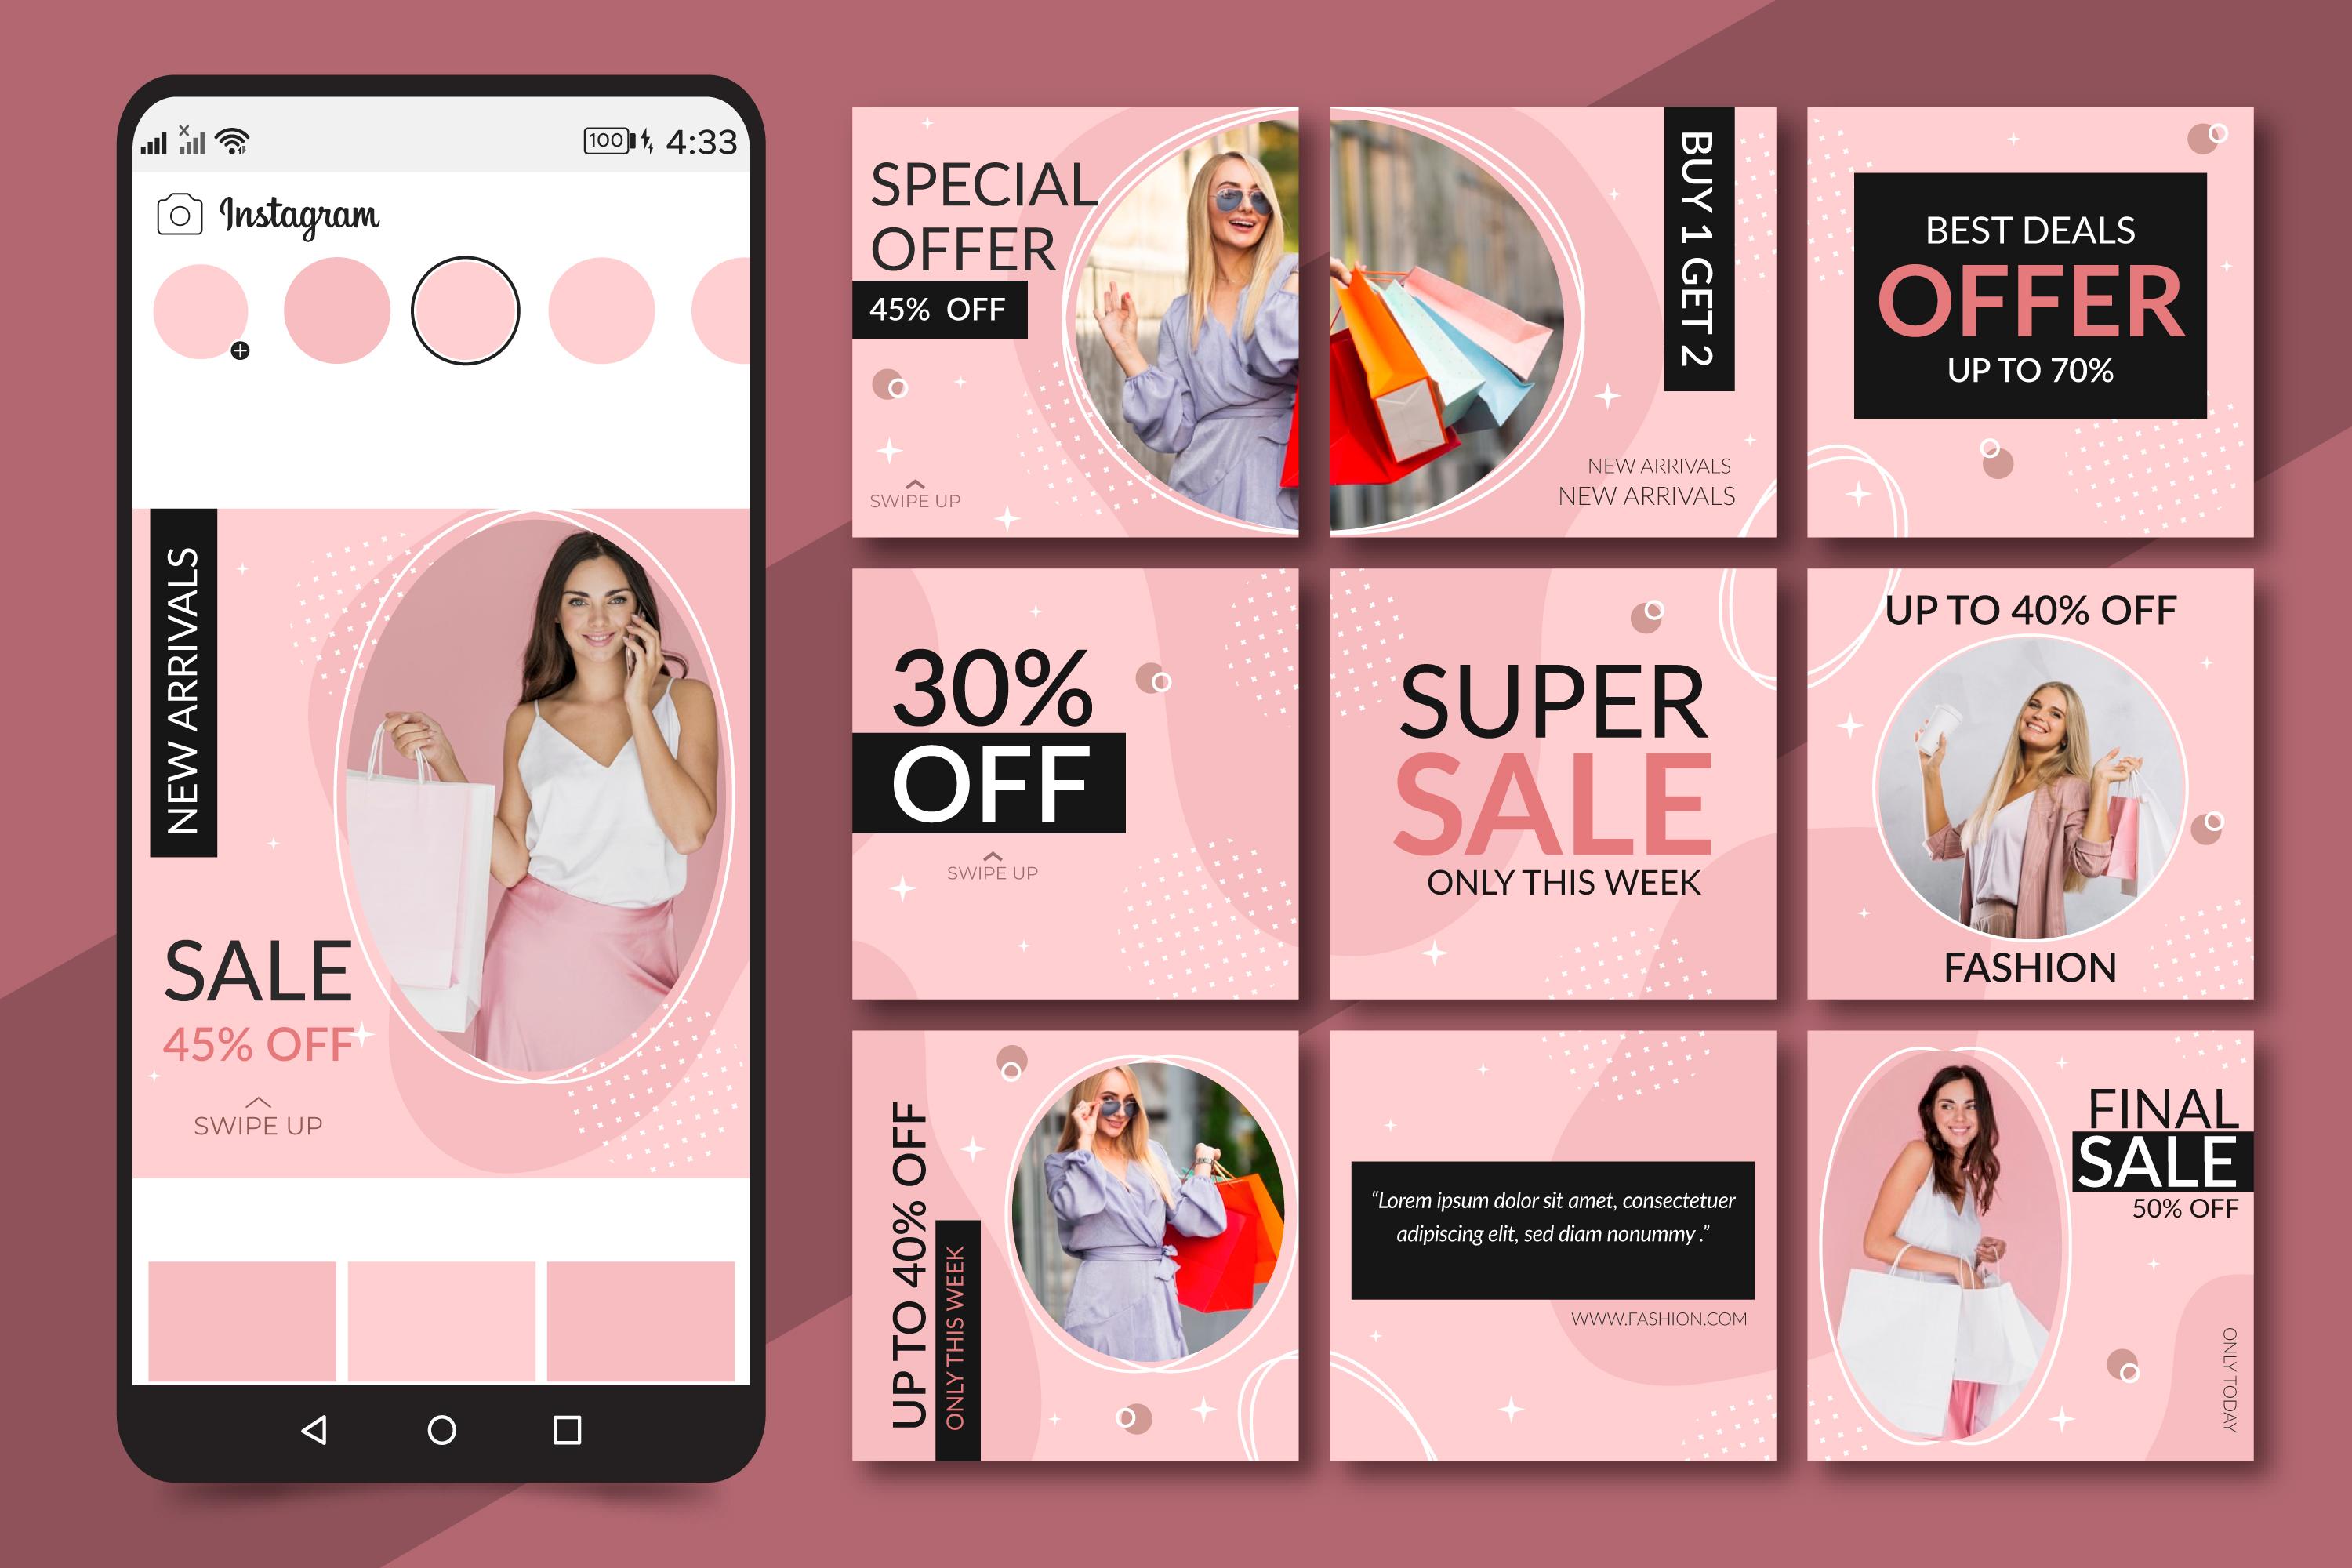 100 4:33
Instagram
NEW ARRIVALS
SALE
45% OFF
SWIPE UP
SPECIAL
OFFER
45% OFF
SWIPE UP
BUY 1 GET 2
NEW ARRIVALS
NEW ARRIVALS
BEST DEALS
OFFER
UP TO 70%
30%
OFF
SWIPE UP
SUPER
SALE
ONLY THIS WEEK
UP TO 40% OFF
FASHION
UP TO 40% OFF
ONLY THIS WEEK
“Lorem ipsum dolor sit amet, consectetuer
adipiscing elit, sed diam nonummy .”
WWW.FASHION.COM
FINAL
SALE
50% OFF
ONLY TODAY